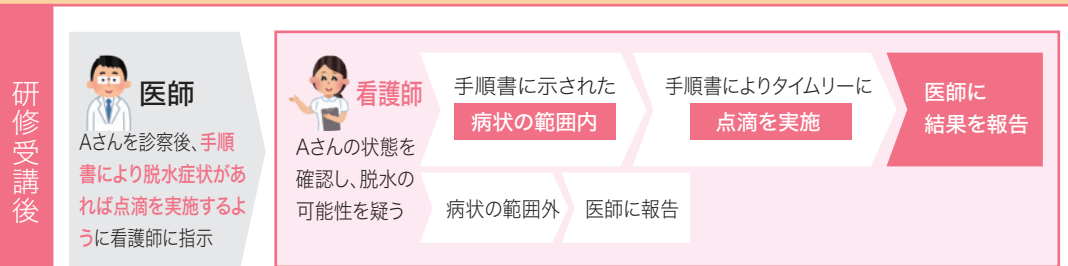 研修受講後
医師
Aさんを診察後、手順
書により脱水症状があ
れば点滴を実施するよ
うに看護師に指示
看護師
Aさんの状態を
確認し、脱水の
可能性を疑う
手順書に示された
病状の範囲内
手順書によりタイムリーに
点滴を実施
医師に
結果を報告
病状の範囲外
医師に報告